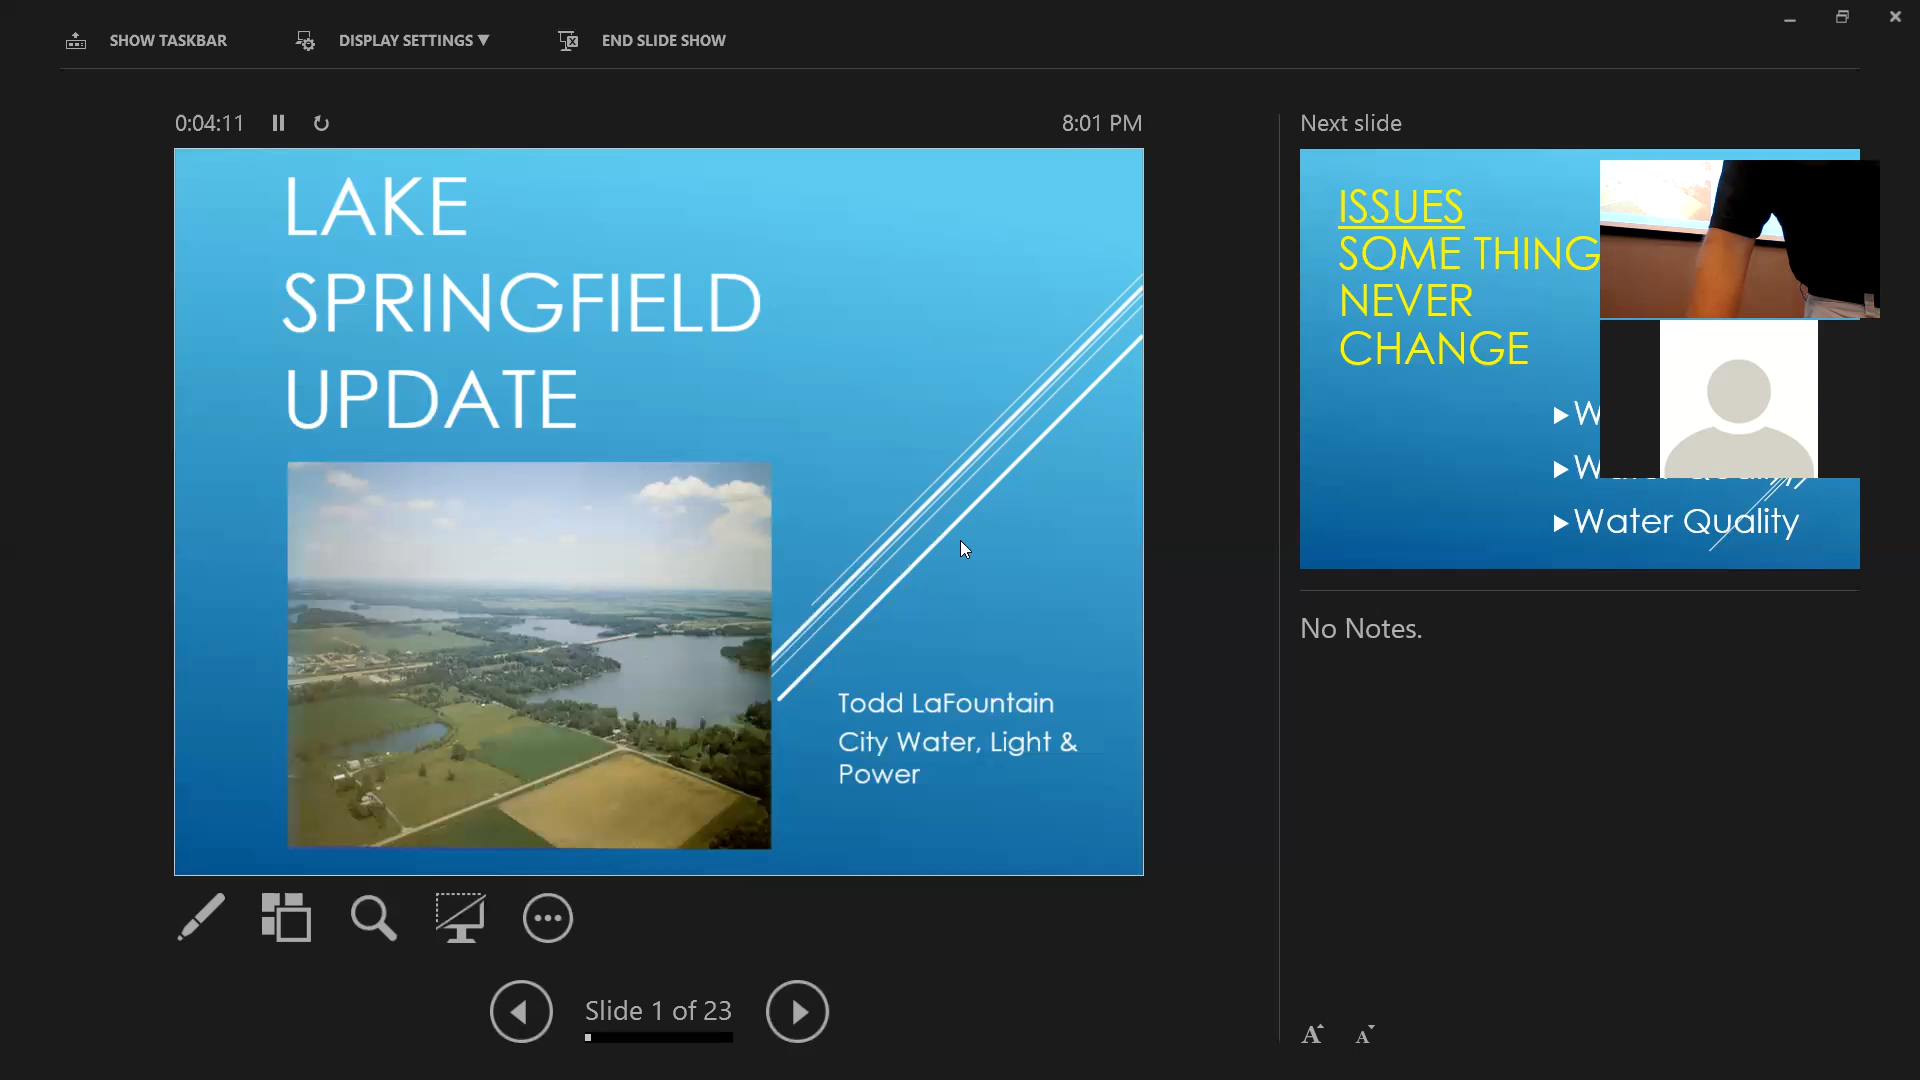 SHOW TASKBAR
DISPLAY SETTINGS ▼
END SLIDE SHOW
0:04:11
8:01 PM
LAKE
SPRINGFIELD
UPDATE
Todd LaFountain
City Water, Light &
Power
Slide 1 of 23
Next slide
ISSUES
SOME THING
NEVER
CHANGE
Water Quality
No Notes.